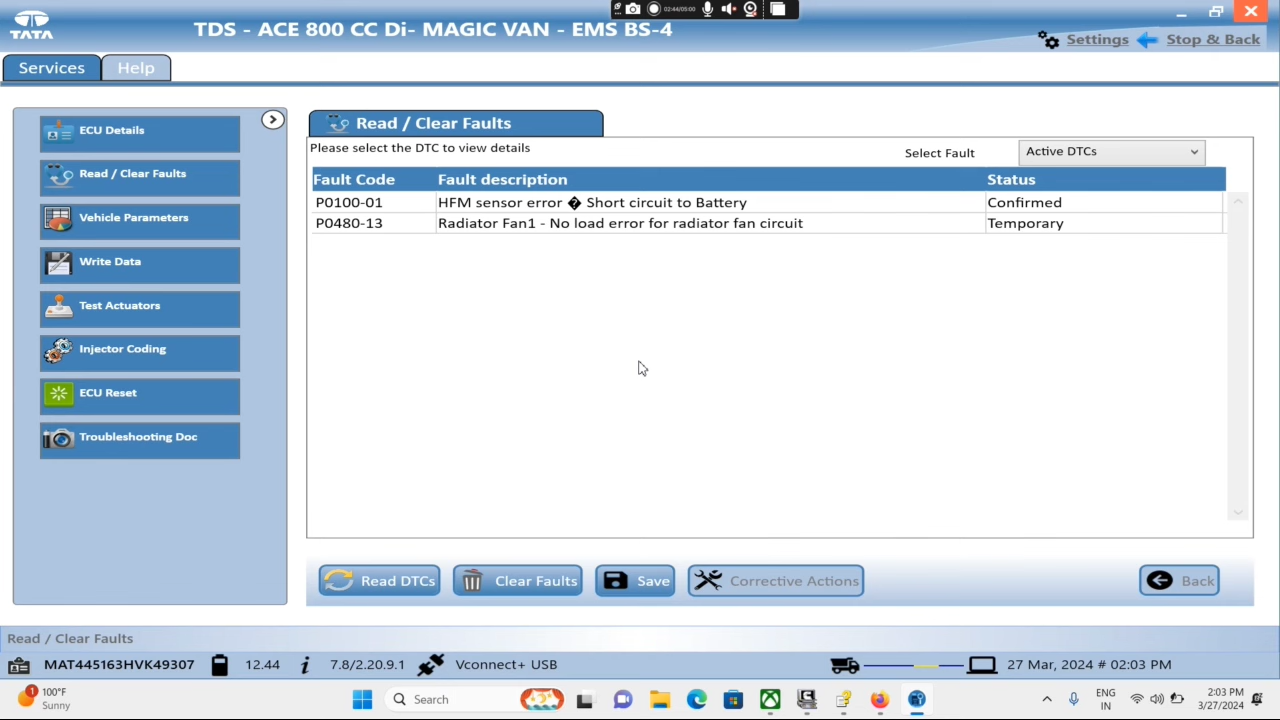 02:44/05:00
TATA
TDS - ACE 800 CC Di- MAGIC VAN - EMS BS-4
Settings
Stop & Back
Services
Help
ECU Details
Read / Clear Faults
Vehicle Parameters
Write Data
Test Actuators
Injector Coding
ECU Reset
Troubleshooting Doc
Read / Clear Faults
Please select the DTC to view details
Select Fault
Active DTCs
Fault Code Fault description Status
P0100-01 HFM sensor error � Short circuit to Battery Confirmed
P0480-13 Radiator Fan1 - No load error for radiator fan circuit Temporary
Read DTCs
Clear Faults
Save
Corrective Actions
Back
Read / Clear Faults
MAT445163HVK49307
12.44
7.8/2.20.9.1
Vconnect+ USB
27 Mar, 2024 # 02:03 PM
1
100°F
Sunny
Search
ENG
IN
2:03 PM
3/27/2024